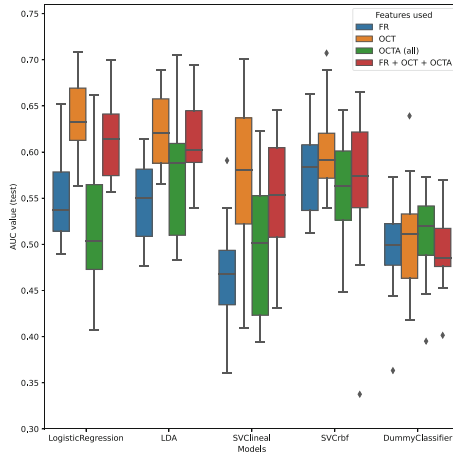 Features used
FR
OCT
OCTA (all)
FR + OCT + OCTA
AUC value (test)
0,75
0,70
0,65
0,60
0,55
0,50
0,45
0,40
0,35
0,30
LogisticRegression
LDA
SVClineal
SVCrbf
DummyClassifier
Models